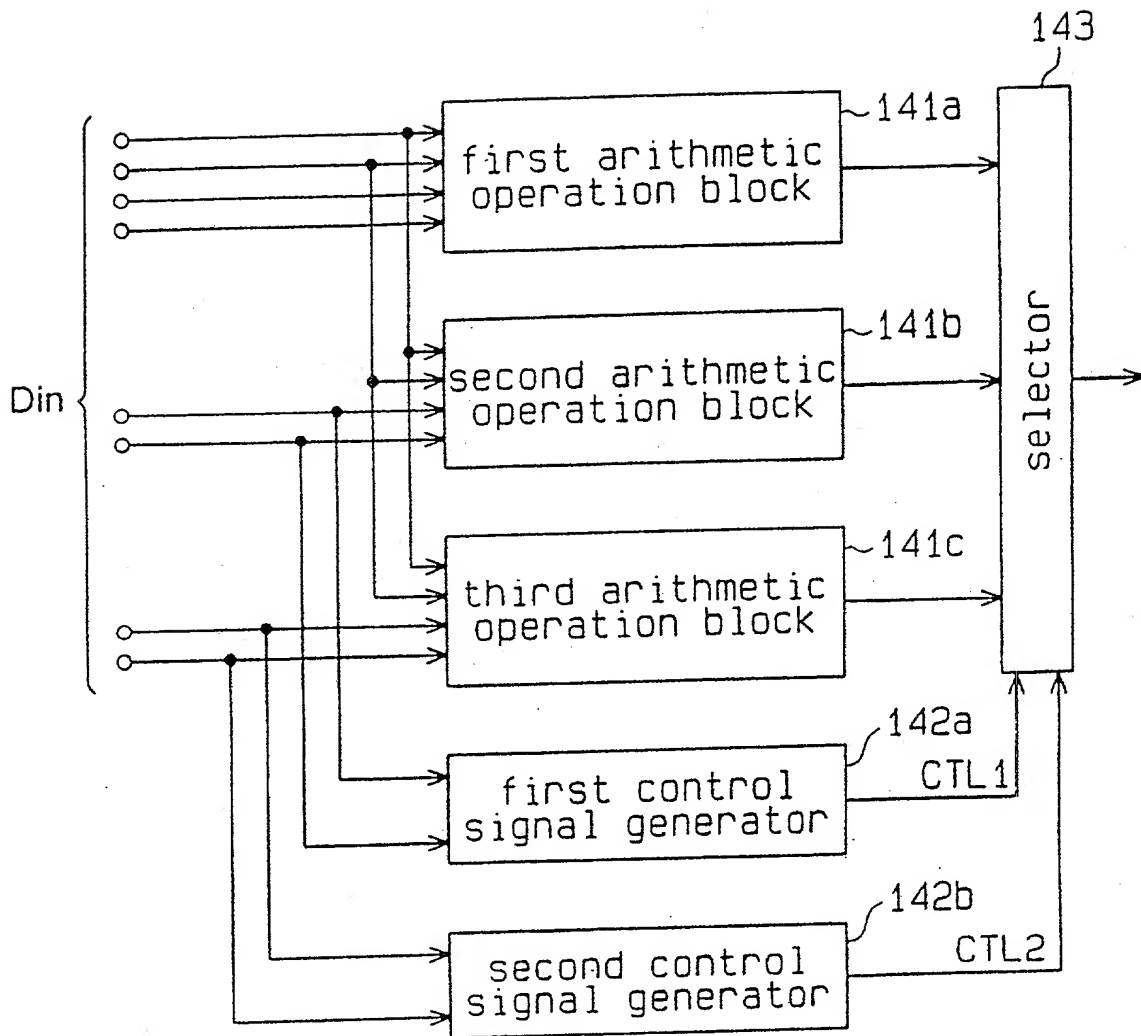 143
141a
first arithmetic
operation block
141b
second arithmetic
operation block
selector
Din
141c
third arithmetic
operation block
142a
first control
signal generator
CTL1
142b
second control
signal generator
CTL2